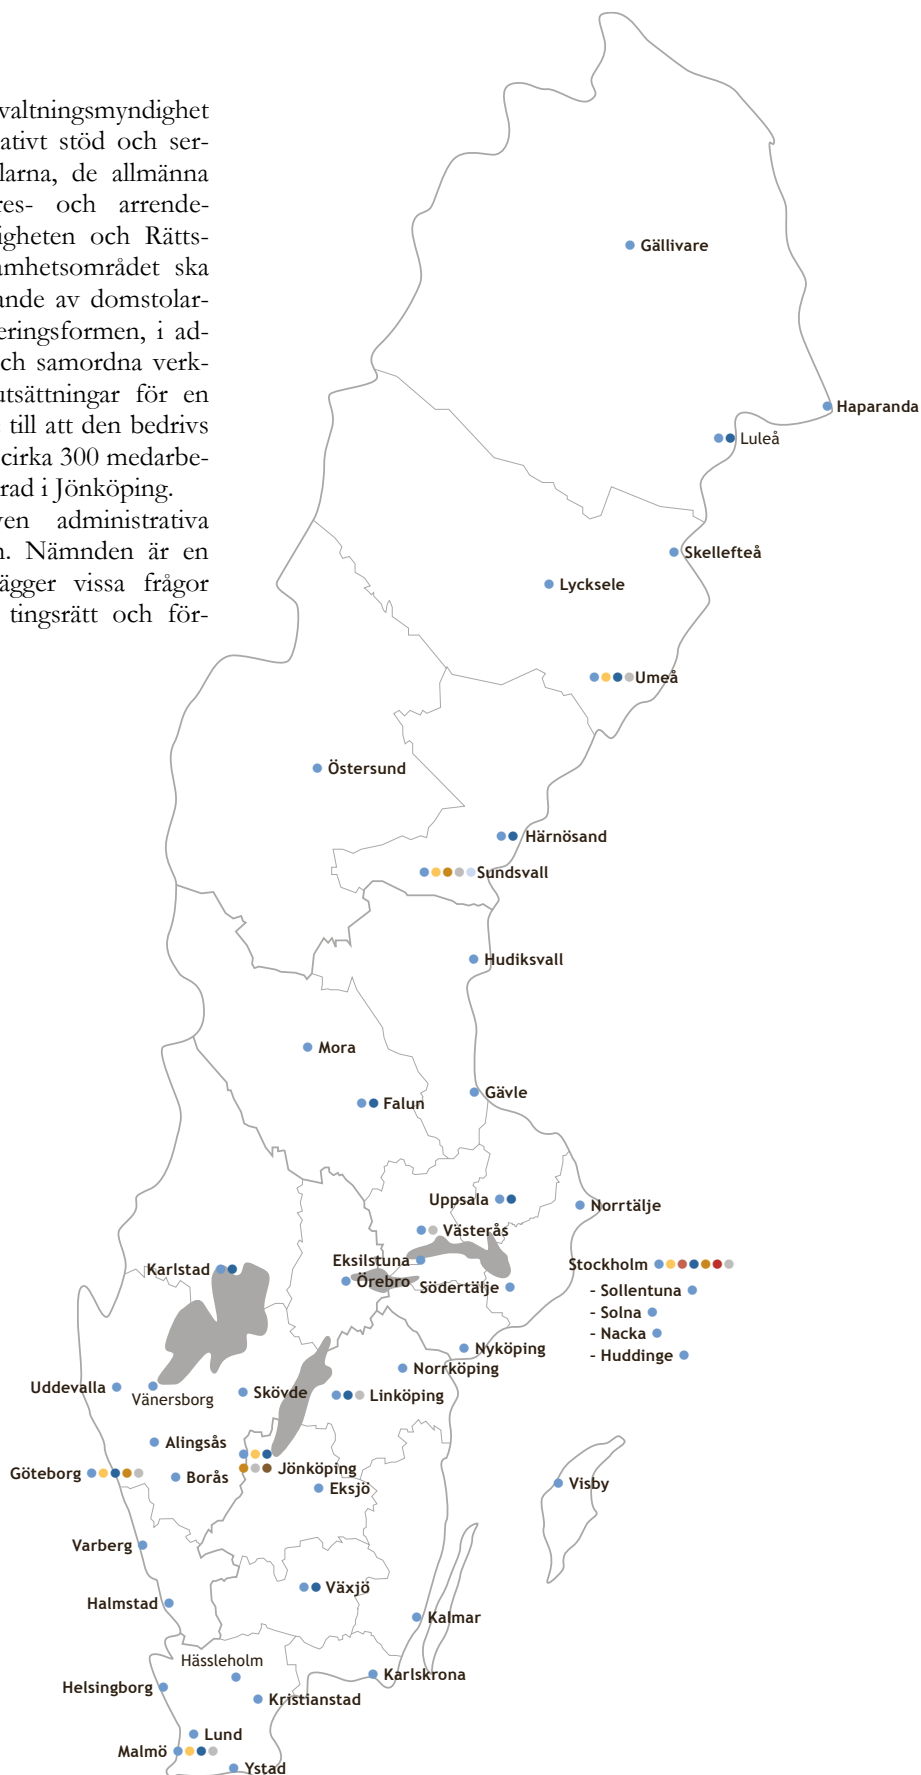 valtningsmyndighet
ativt stöd och ser-
larna, de allmänna
res- och arrende-
igheten och Rätts-
amhetsområdet ska
ande av domstolar-
eringsformen, i ad-
och samordna verk-
utsättningar för en
till att den bedrivs
cirka 300 medarbe-
rad i Jönköping.
ven administrativa
n. Nämnden är en
ägger vissa frågor
tingsrätt och för-
Gällivare
Haparanda
Luleå
Skellefteå
Lycksele
Umeå
Östersund
Härnösand
Sundsvall
Hudiksvall
Mora
Gävle
Falun
Uppsala
Norrtälje
Västerås
Eksilstuna
Stockholm
Karlstad
Örebro
Södertälje
- Sollentuna
- Solna
- Nacka
- Huddinge
Nyköping
Norrköping
Uddevalla
Vänersborg
Skövde
Linköping
Alingsås
Göteborg
Borås
Jönköping
Eksjö
Visby
Varberg
Växjö
Halmstad
Kalmar
Hässleholm
Karlskrona
Helsingborg
Kristianstad
Lund
Malmö
Ystad